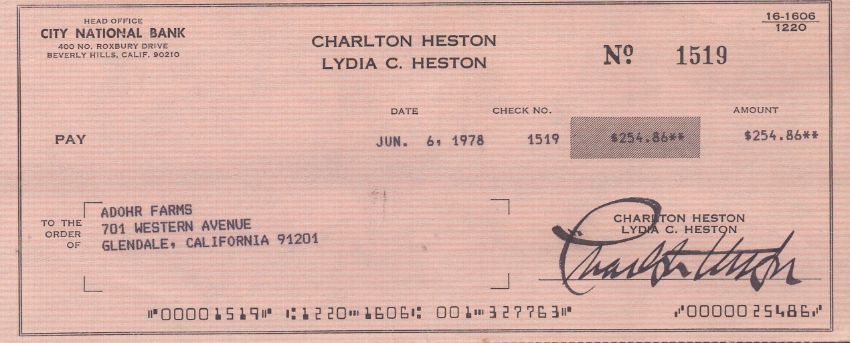 HEAD OFFICE
CITY NATIONAL BANK
400 NO. ROXBURY DRIVE
BEVERLY HILLS, CALIF. 90210
CHARLTON HESTON
LYDIA C. HESTON
Nº 1519
16-1606
1220
DATE CHECK NO. AMOUNT
PAY JUN. 6, 1978 1519 $254.86** $254.86**
TO THE
ORDER
OF
ADOHR FARMS
701 WESTERN AVENUE
GLENDALE, CALIFORNIA 91201
CHARLTON HESTON
LYDIA C. HESTON
Charlton Heston
⑈00001519⑈ ⑆1220⑉1606⑆ 001⑉327763⑈ ⑇0000025486⑇